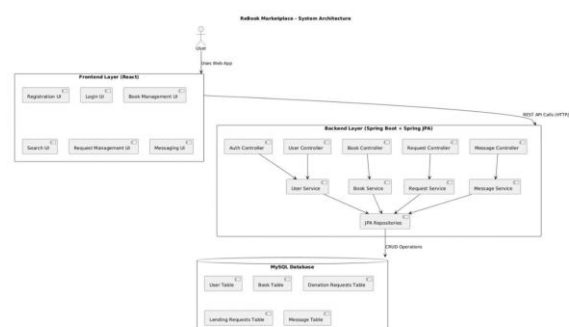 ReBook Marketplace - System Architecture
User
Uses Web App
Frontend Layer (React)
Registration UI
Login UI
Book Management UI
Search UI
Request Management UI
Messaging UI
REST API Calls (HTTP)
Backend Layer (Spring Boot + Spring JPA)
Auth Controller
User Controller
Book Controller
Request Controller
Message Controller
User Service
Book Service
Request Service
Message Service
JPA Repositories
CRUD Operations
MySQL Database
User Table
Book Table
Donation Requests Table
Lending Requests Table
Message Table